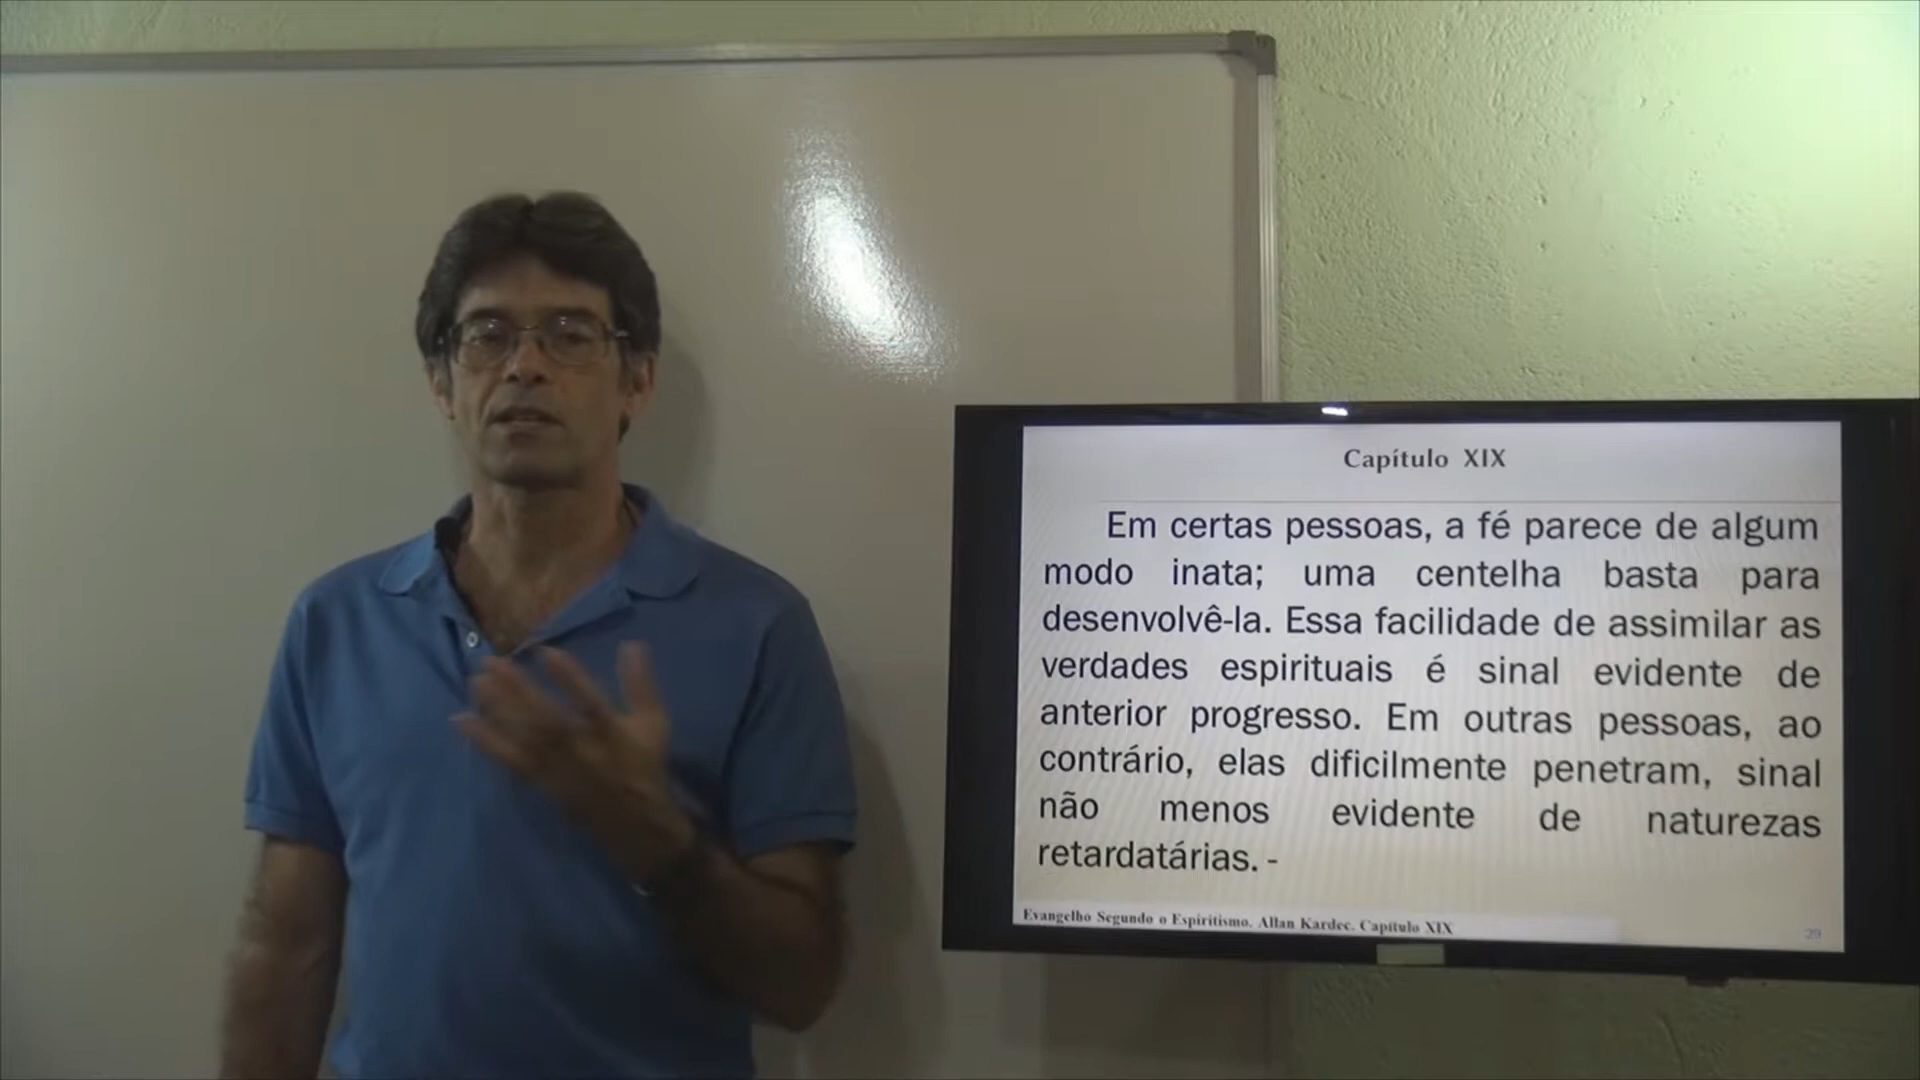 Capítulo XIX
Em certas pessoas, a fé parece de algum
modo inata; uma centelha basta para
desenvolvê-la. Essa facilidade de assimilar as
verdades espirituais é sinal evidente de
anterior progresso. Em outras pessoas, ao
contrário, elas dificilmente penetram, sinal
não menos evidente de naturezas
retardatárias. -
Evangelho Segundo o Espiritismo. Allan Kardec. Capítulo XIX
29